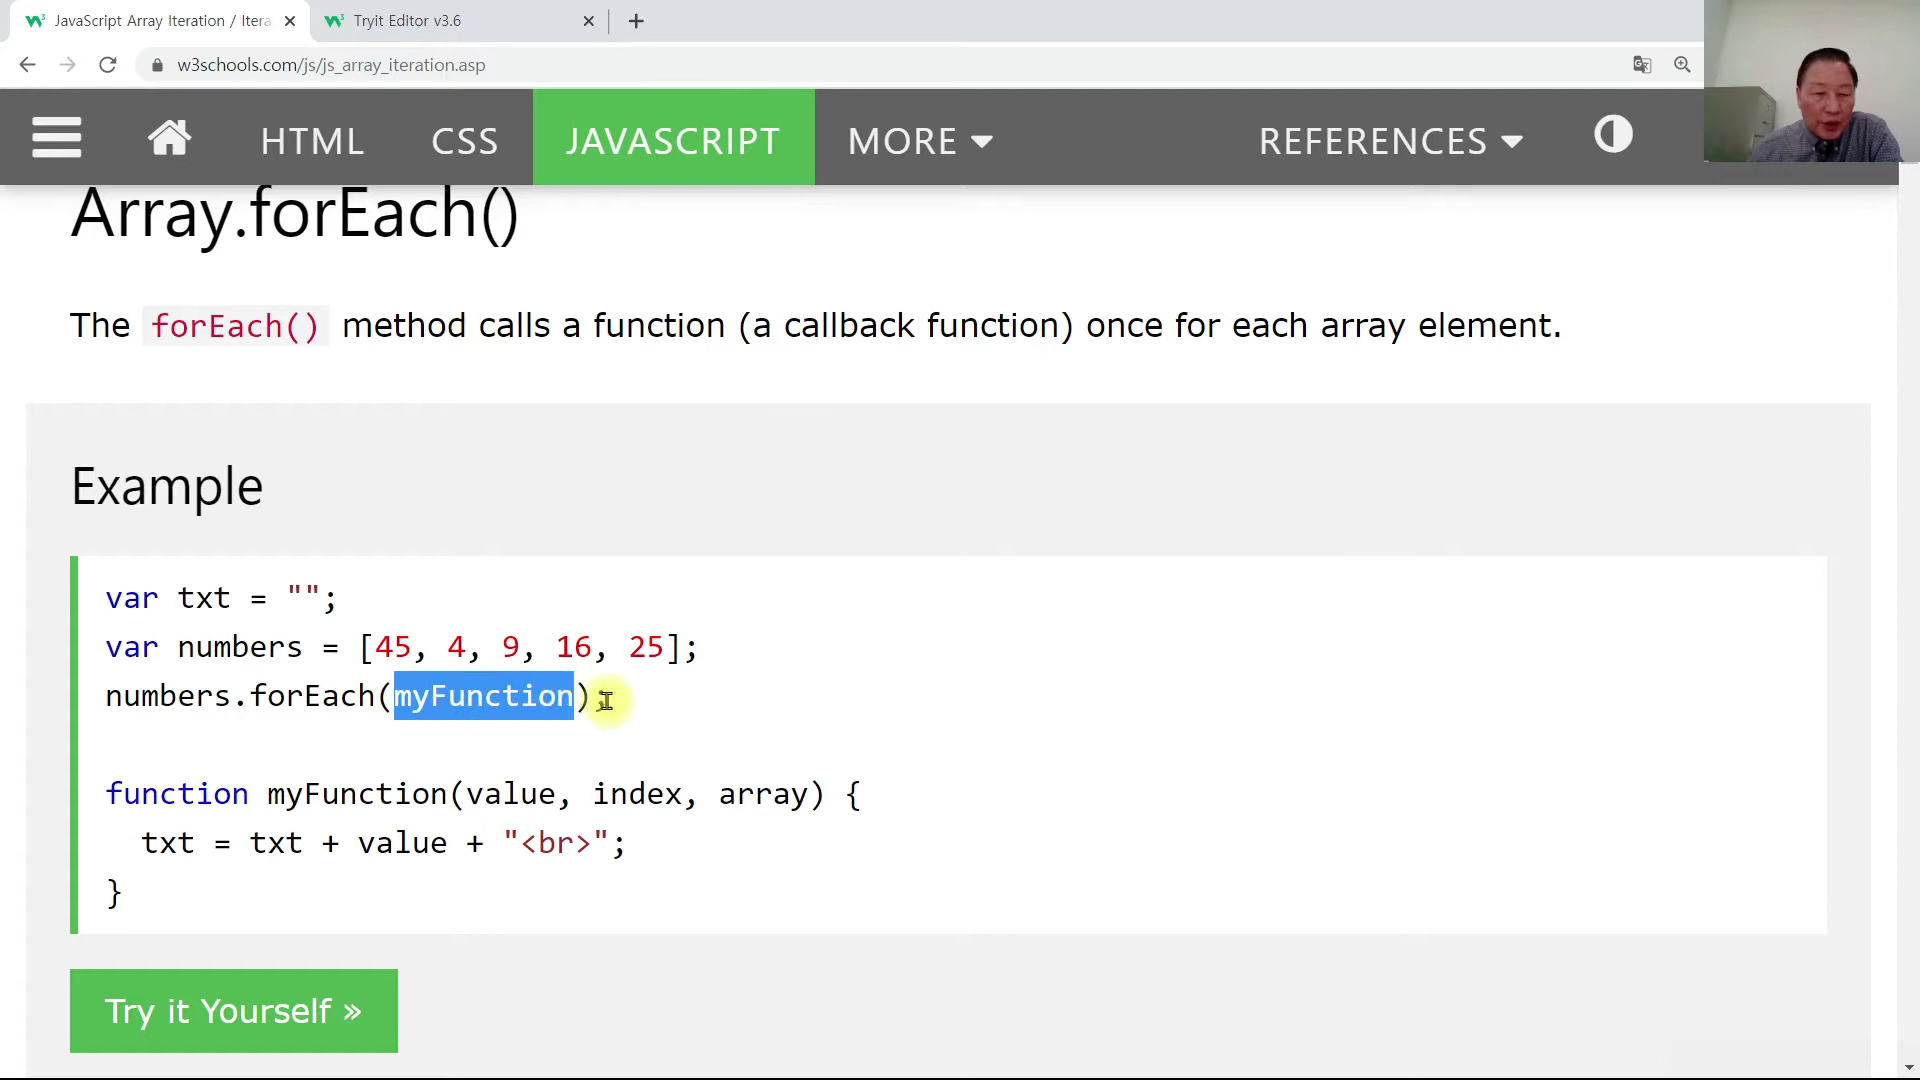 JavaScript Array Iteration / Itera
Tryit Editor v3.6
w3schools.com/js/js_array_iteration.asp
HTML CSS JAVASCRIPT MORE REFERENCES
Array.forEach()
The forEach() method calls a function (a callback function) once for each array element.
Example
var txt = "";
var numbers = [45, 4, 9, 16, 25];
numbers.forEach(myFunction);
function myFunction(value, index, array) {
  txt = txt + value + "<br>";
}
Try it Yourself »